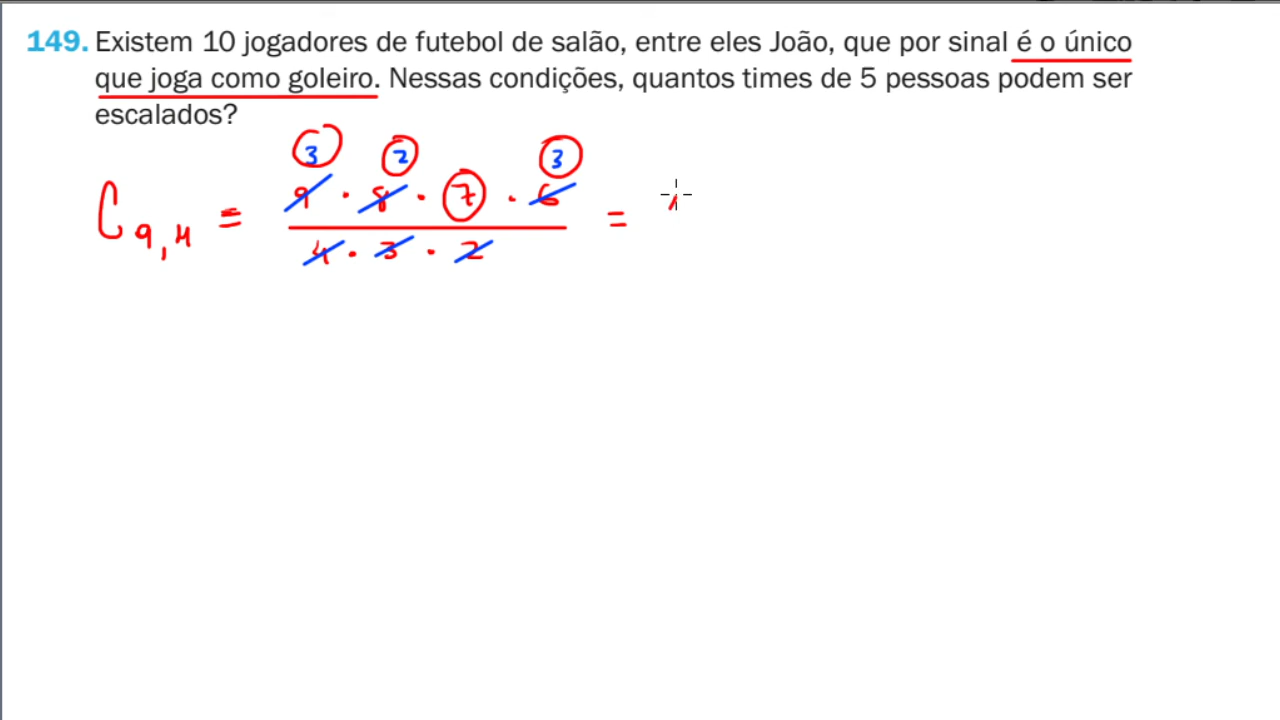 149. Existem 10 jogadores de futebol de salão, entre eles João, que por sinal é o único
que joga como goleiro. Nessas condições, quantos times de 5 pessoas podem ser
escalados?
3 2 3
C9,4 = 9 · 8 · 7 · 6 =
4 · 3 · 2